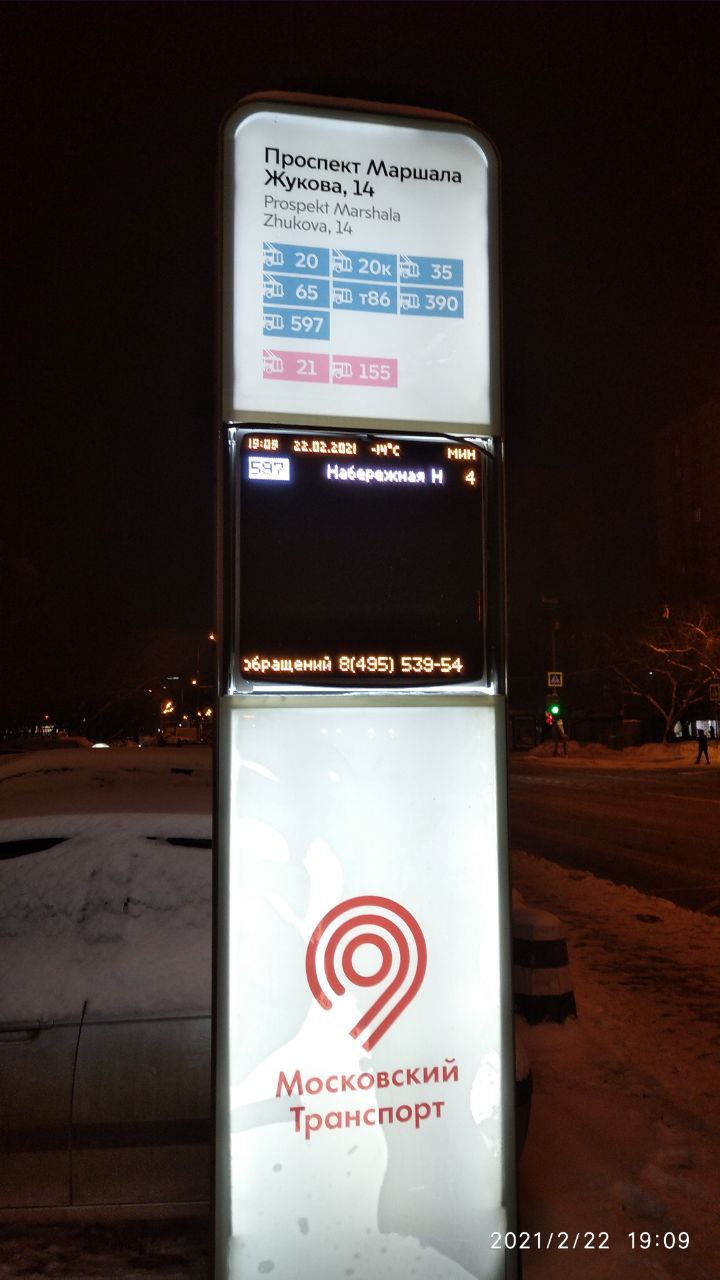 Проспект Маршала
Жукова, 14
Prospekt Marshala
Zhukova, 14
20 20к 35
65 т86 390
597
21 155
19:09 22.02.2021 -14°C МИН
597 Набережная Н 4
обращений 8(495) 539-54
Московский
Транспорт
2021/2/22 19:09